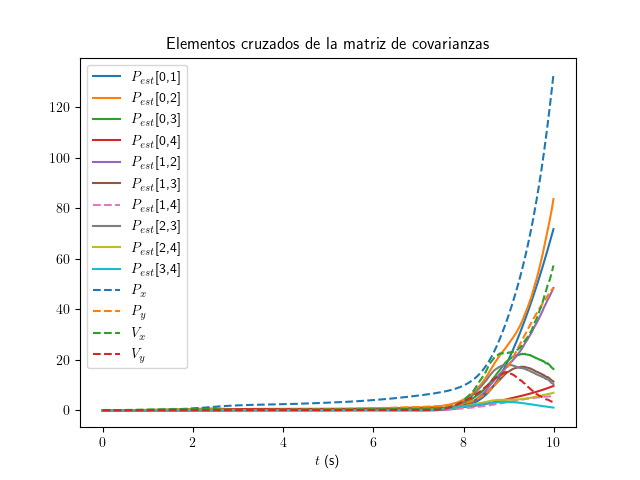 Elementos cruzados de la matriz de covarianzas
P_est[0,1]
P_est[0,2]
P_est[0,3]
P_est[0,4]
P_est[1,2]
P_est[1,3]
P_est[1,4]
P_est[2,3]
P_est[2,4]
P_est[3,4]
P_x
P_y
V_x
V_y
120
100
80
60
40
20
0
0 2 4 6 8 10
t (s)